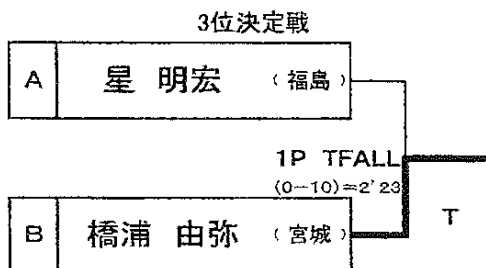 3位決定戦
A 星 明宏 (福島)
1P TFALL
(0-10)=2'23
T
B 橋浦 由弥 (宮城)